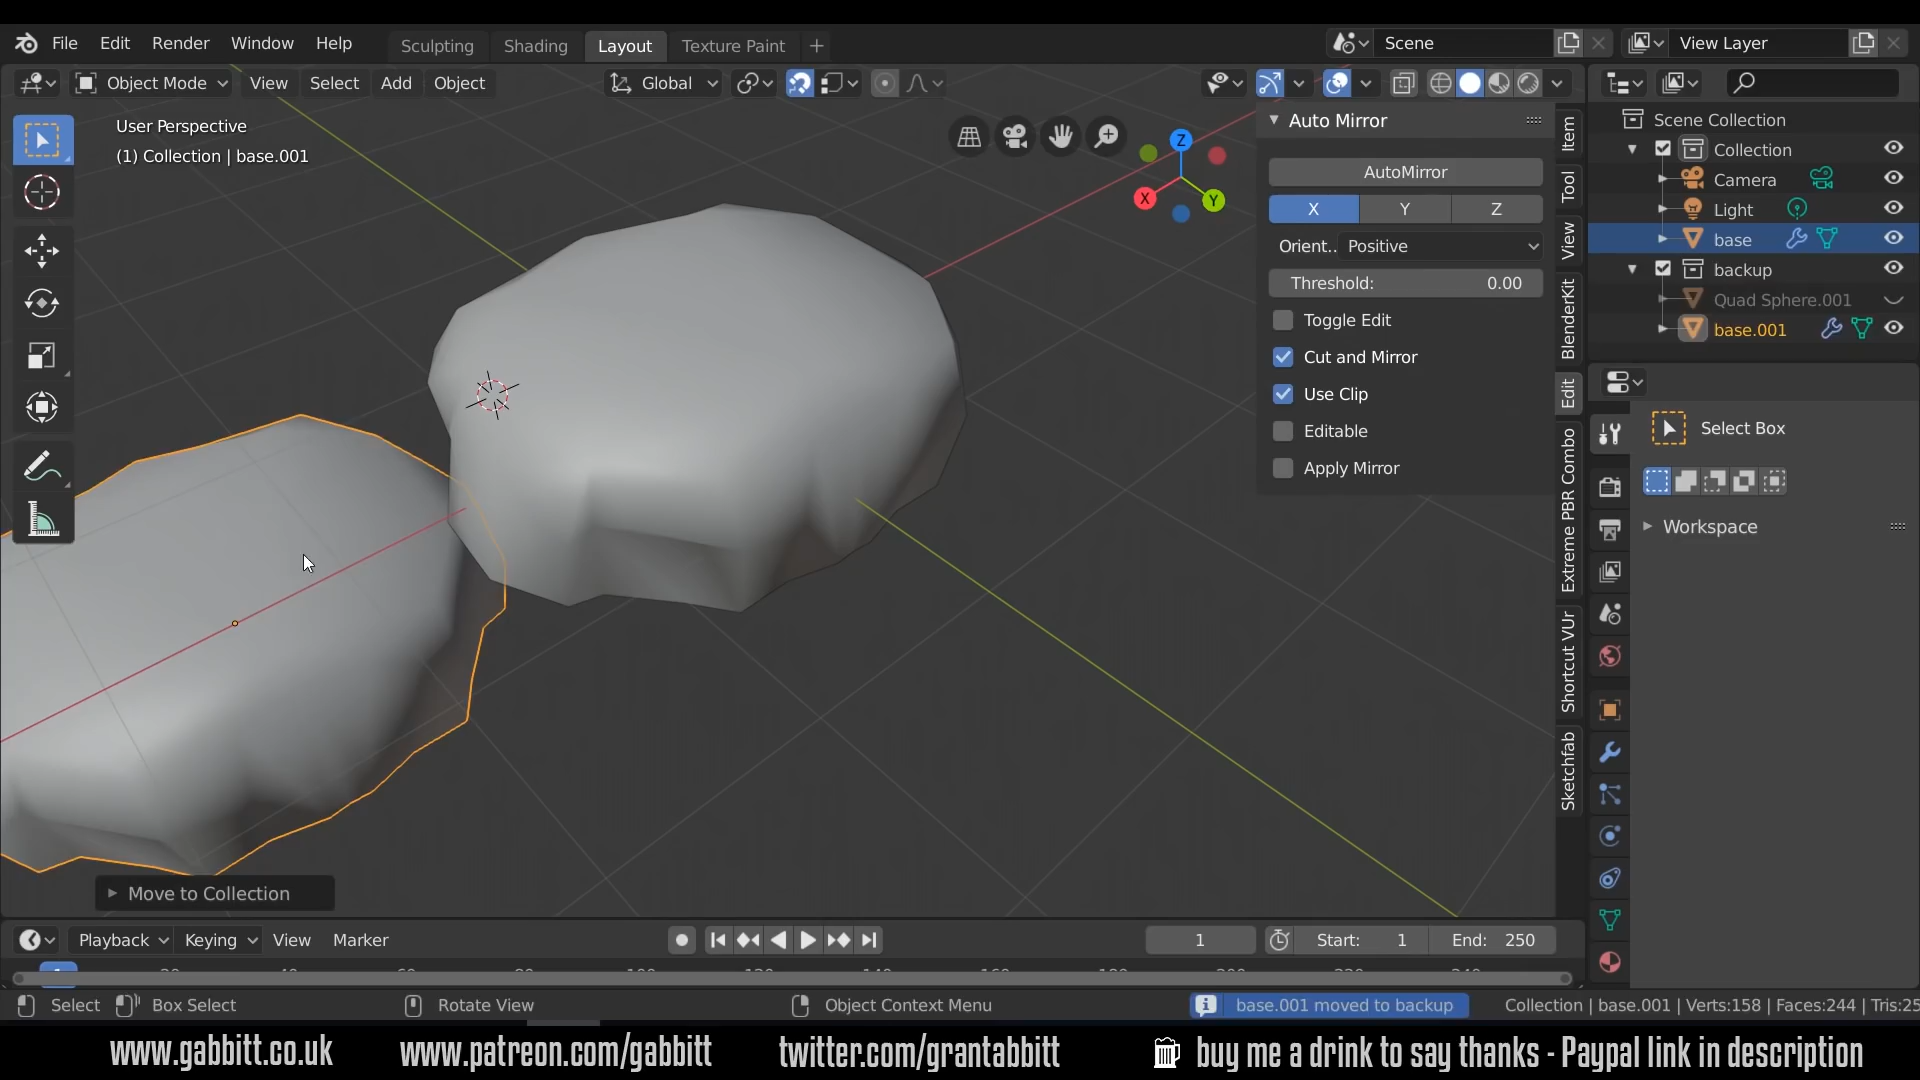 File Edit Render Window Help Sculpting Shading Layout Texture Paint + Scene View Layer
Object Mode View Select Add Object Global
User Perspective
(1) Collection | base.001
Z
X
Y
Auto Mirror
AutoMirror
X Y Z
Orient.. Positive
Threshold: 0.00
Toggle Edit
Cut and Mirror
Use Clip
Editable
Apply Mirror
Item
Tool
View
BlenderKit
Edit
Extreme PBR Combo
Shortcut VUr
Sketchfab
Scene Collection
Collection
Camera
Light
base
backup
Quad Sphere.001
base.001
Select Box
Workspace
Move to Collection
Playback Keying View Marker 1 Start: 1 End: 250
Select Box Select Rotate View Object Context Menu base.001 moved to backup Collection | base.001 | Verts:158 | Faces:244 | Tris:25
www.gabbitt.co.uk www.patreon.com/gabbitt twitter.com/grantabbitt buy me a drink to say thanks - Paypal link in description